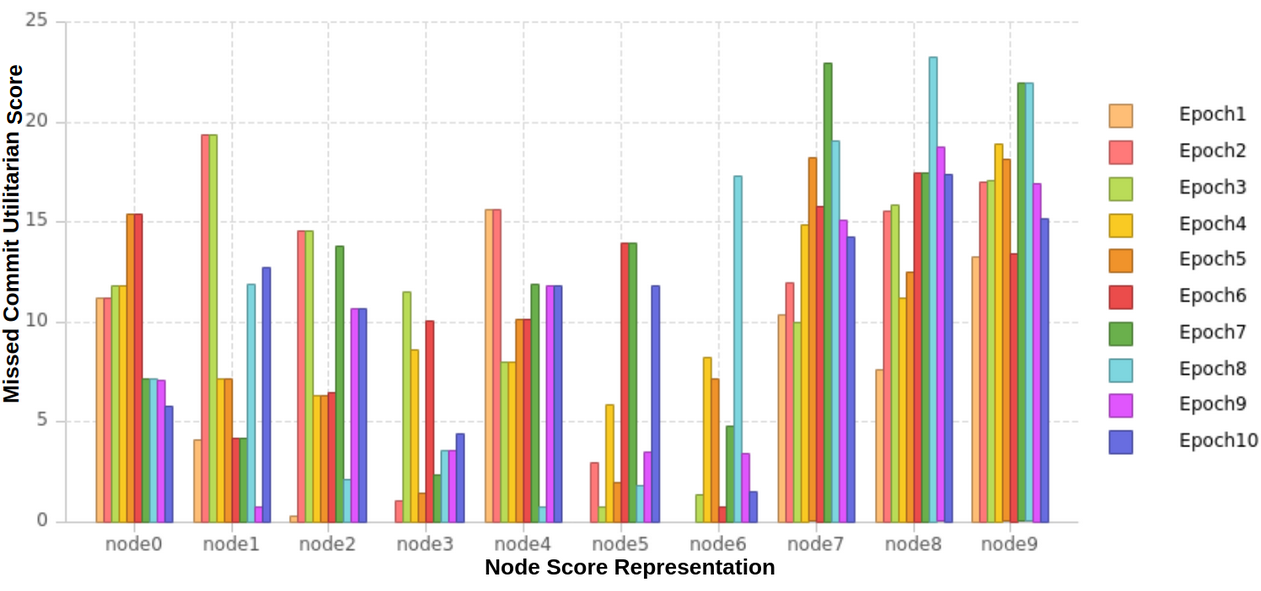 Missed Commit Utilitarian Score
25
20
15
10
5
0
node0 node1 node2 node3 node4 node5 node6 node7 node8 node9
Node Score Representation
Epoch1
Epoch2
Epoch3
Epoch4
Epoch5
Epoch6
Epoch7
Epoch8
Epoch9
Epoch10